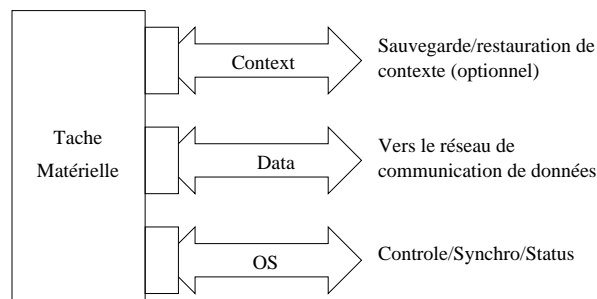 Tache
Matérielle
Context
Sauvegarde/restauration de
contexte (optionnel)
Data
Vers le réseau de
communication de données
OS
Controle/Synchro/Status